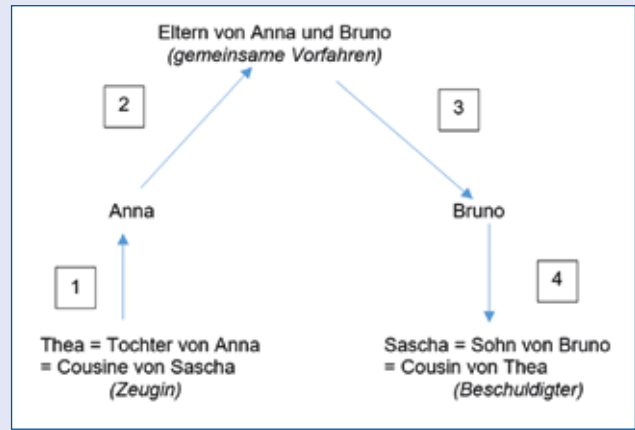 Eltern von Anna und Bruno
(gemeinsame Vorfahren)
2
3
Anna
Bruno
1
4
Thea = Tochter von Anna
= Cousine von Sascha
(Zeugin)
Sascha = Sohn von Bruno
= Cousin von Thea
(Beschuldigter)